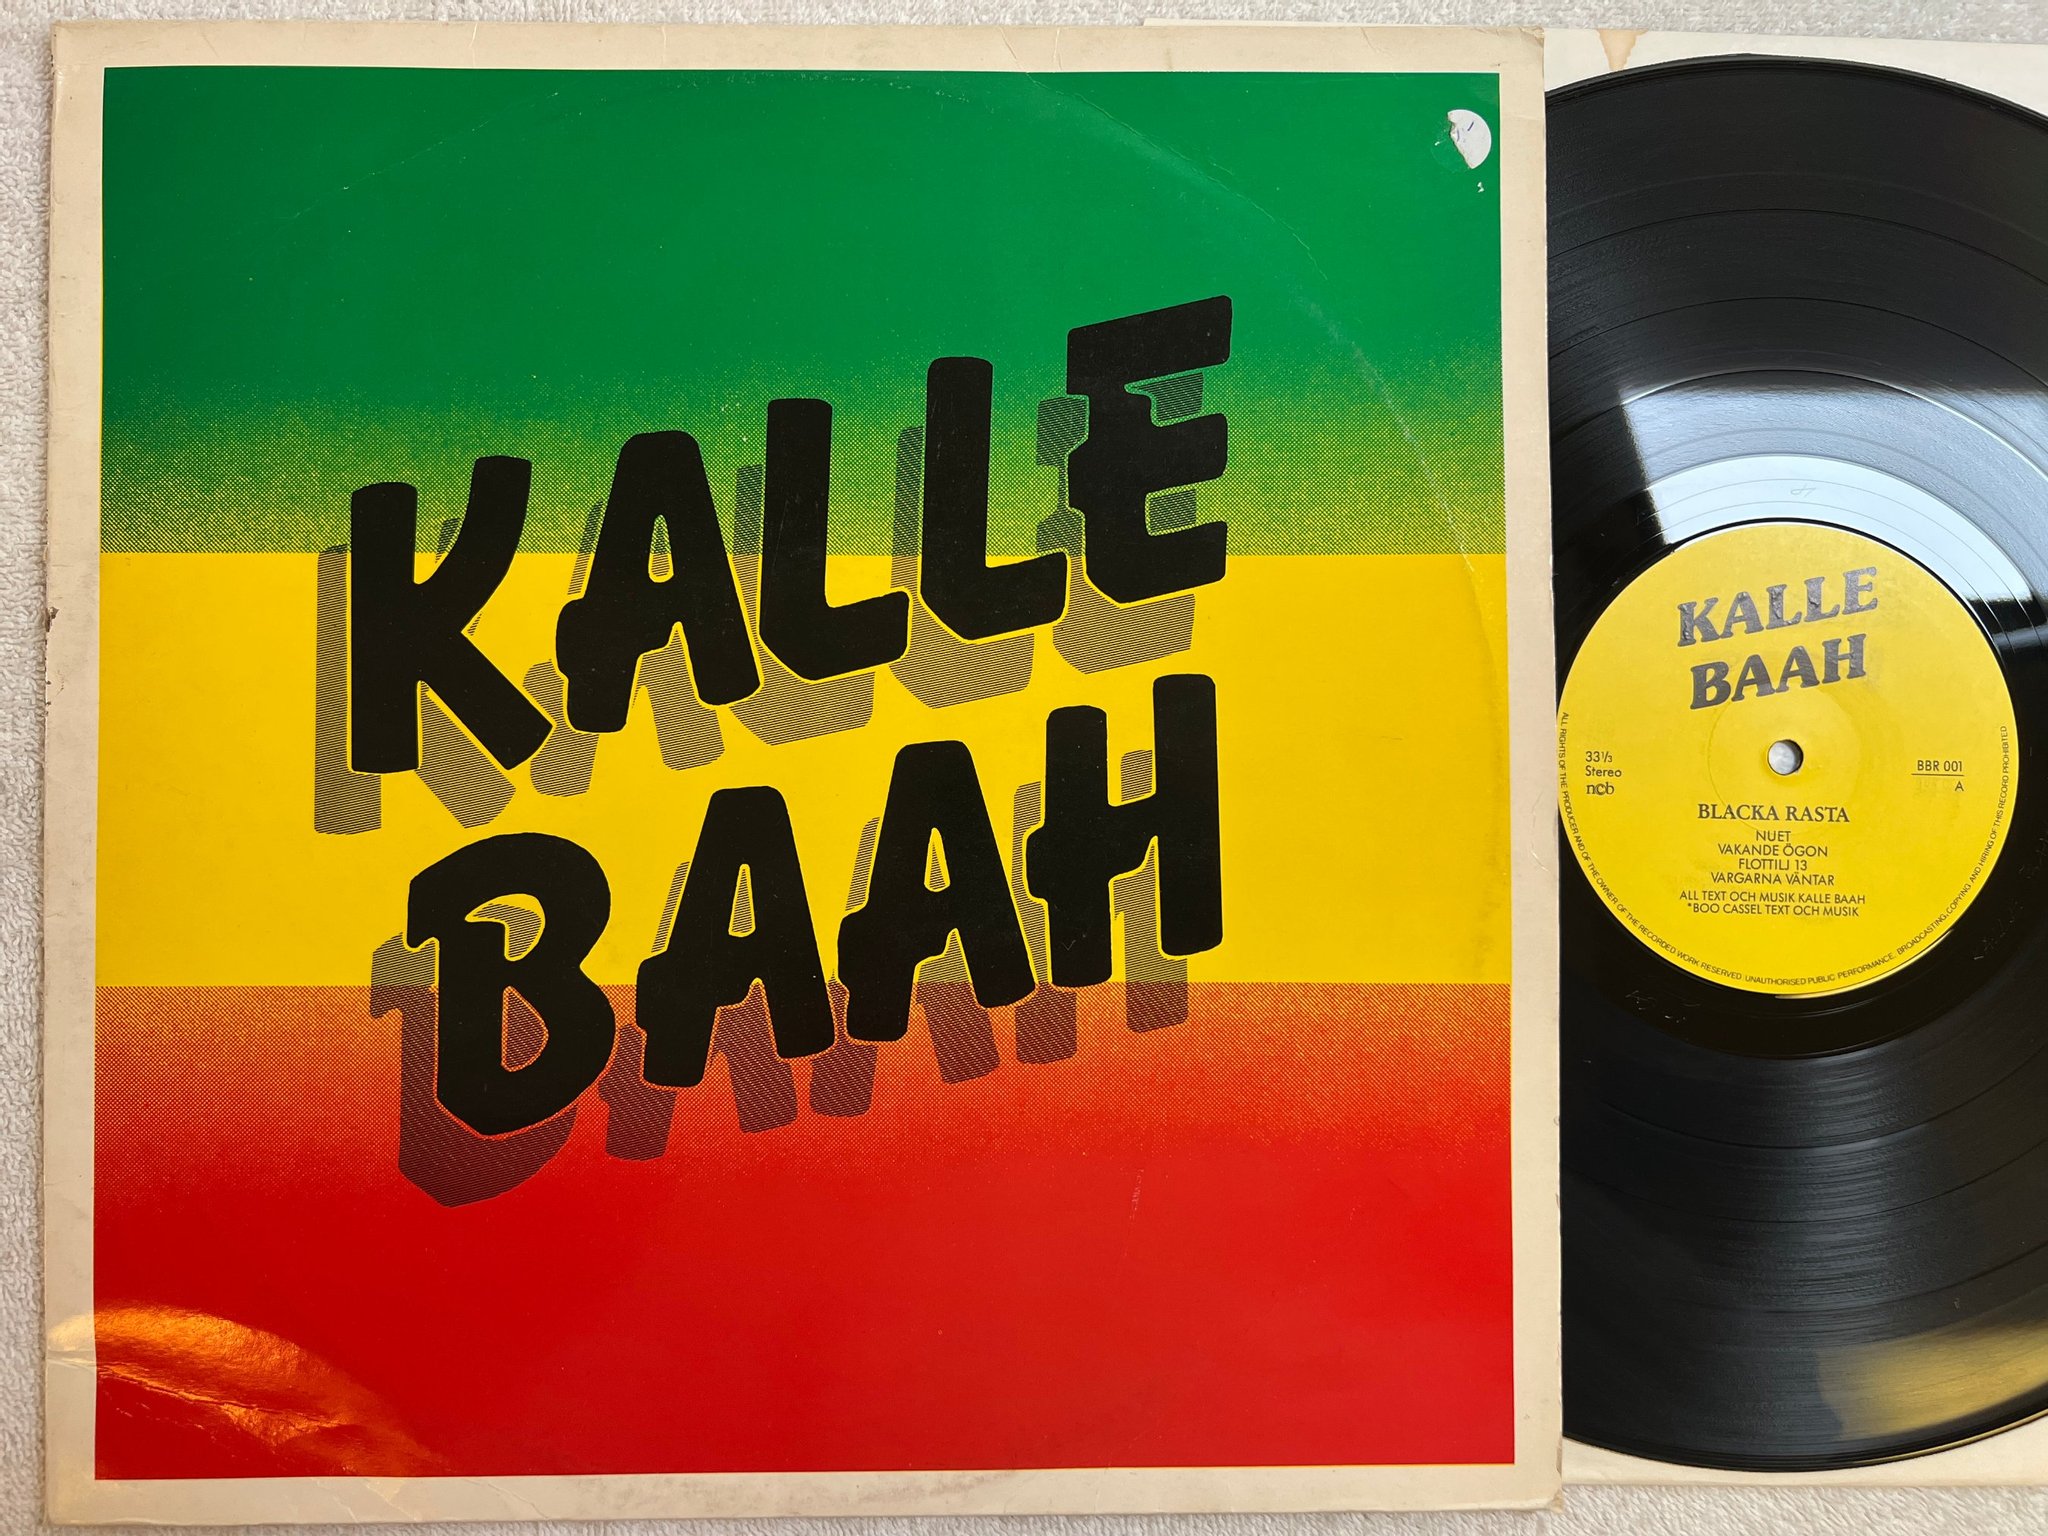 KALLE
BAAH
KALLE
BAAH
33⅓
Stereo
n©b
BBR 001
A
BLACKA RASTA
NUET
VAKANDE ÖGON
FLOTTILJ 13
VARGARNA VÄNTAR
ALL TEXT OCH MUSIK KALLE BAAH
*BOO CASSEL TEXT OCH MUSIK
ALL RIGHTS OF THE PRODUCER AND OF THE OWNER OF THE RECORDED WORK RESERVED UNAUTHORISED PUBLIC PERFORMANCE. BROADCASTING. COPYING AND HIRING OF THIS RECORD PROHIBITED